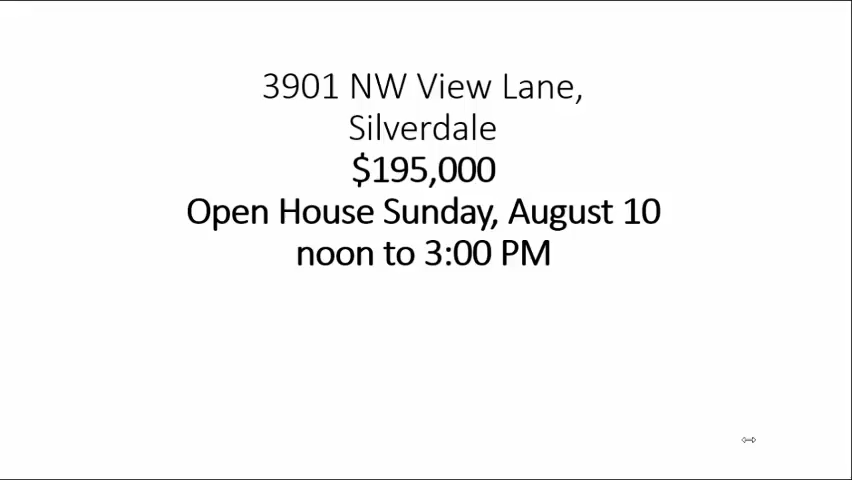 3901 NW View Lane,
Silverdale
$195,000
Open House Sunday, August 10
noon to 3:00 PM